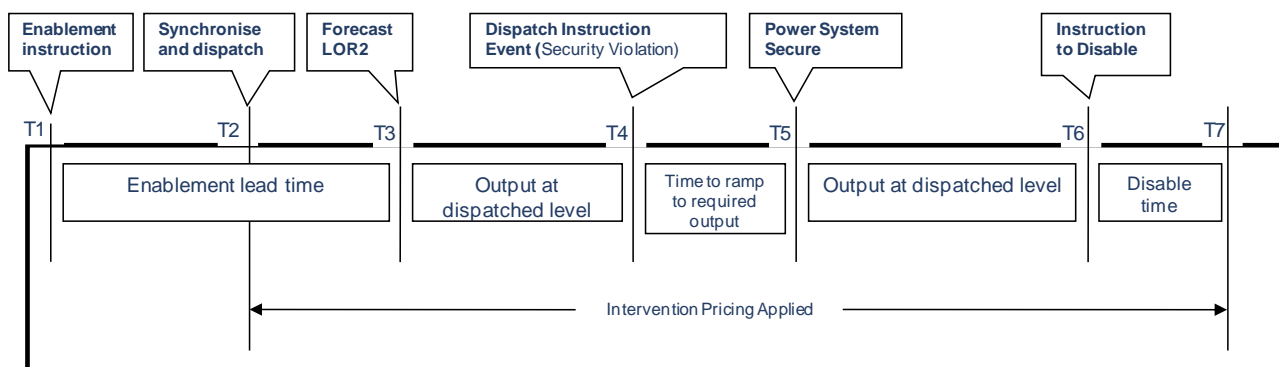 Enablement
instruction
Synchronise
and dispatch
Forecast
LOR2
Dispatch Instruction
Event (Security Violation)
Power System
Secure
Instruction
to Disable
T1
T2
T3
T4
T5
T6
T7
Enablement lead time
Output at
dispatched level
Time to ramp
to required
output
Output at dispatched level
Disable
time
Intervention Pricing Applied